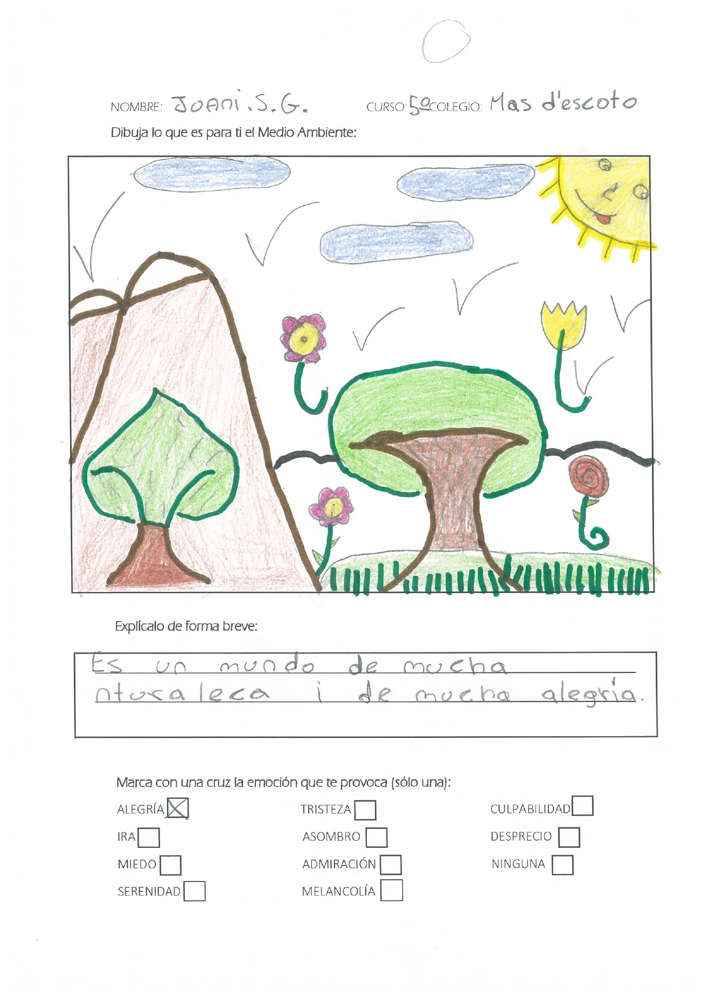 NOMBRE: Joani.S.G. CURSO: 5º COLEGIO: Mas d'escoto
Dibuja lo que es para ti el Medio Ambiente:
Explícalo de forma breve:
Es un mundo de mucha
nturaleca i de mucha alegría.
Marca con una cruz la emoción que te provoca (sólo una):
ALEGRÍA TRISTEZA CULPABILIDAD
IRA ASOMBRO DESPRECIO
MIEDO ADMIRACIÓN NINGUNA
SERENIDAD MELANCOLÍA